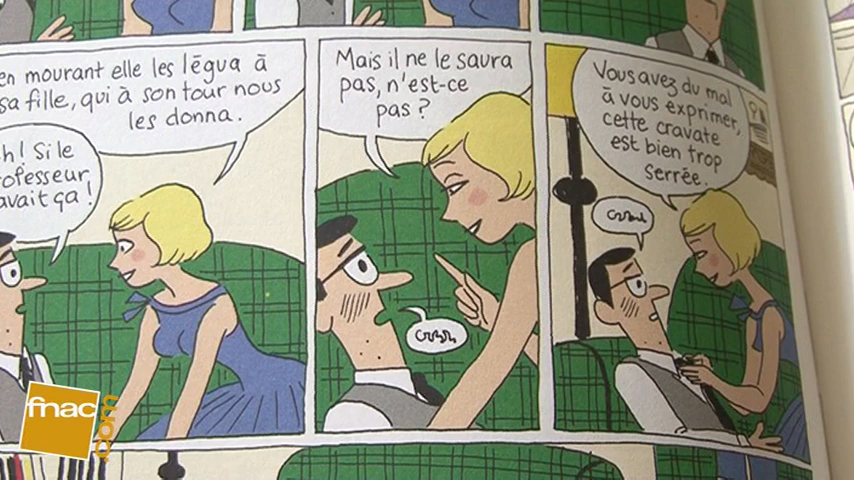 en mourant elle les légua à
sa fille, qui à son tour nous
les donna.
h! Si le
rofesseur
avait ça!
Mais il ne le saura
pas, n'est-ce
pas?
Vous avez du mal
à vous exprimer,
cette cravate
est bien trop
serrée.
fnac
.com